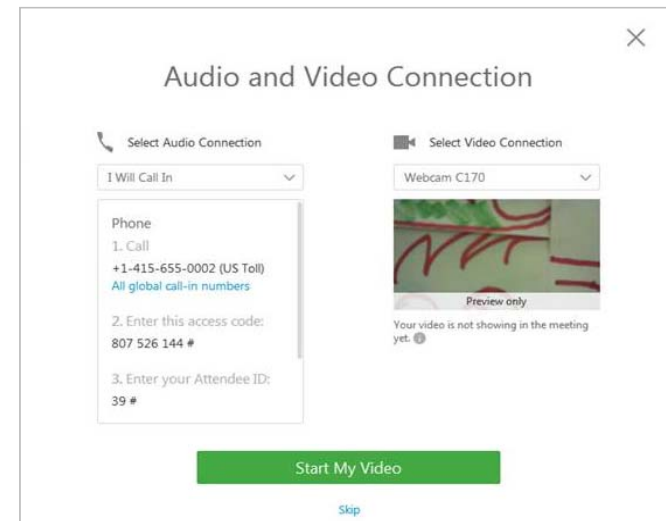 Audio and Video Connection
Select Audio Connection
I Will Call In
Phone
1. Call
+1-415-655-0002 (US Toll)
All global call-in numbers
2. Enter this access code:
807 526 144 #
3. Enter your Attendee ID:
39 #
Select Video Connection
Webcam C170
Preview only
Your video is not showing in the meeting
yet.
Start My Video
Skip